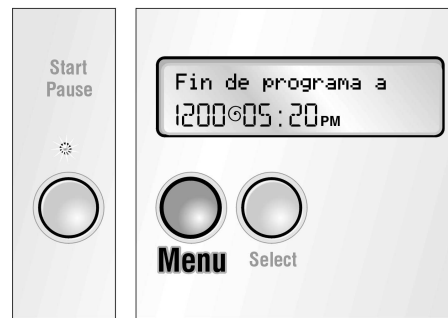 Start
Pause
Fin de programa a
1200 05:20PM
Menu
Select